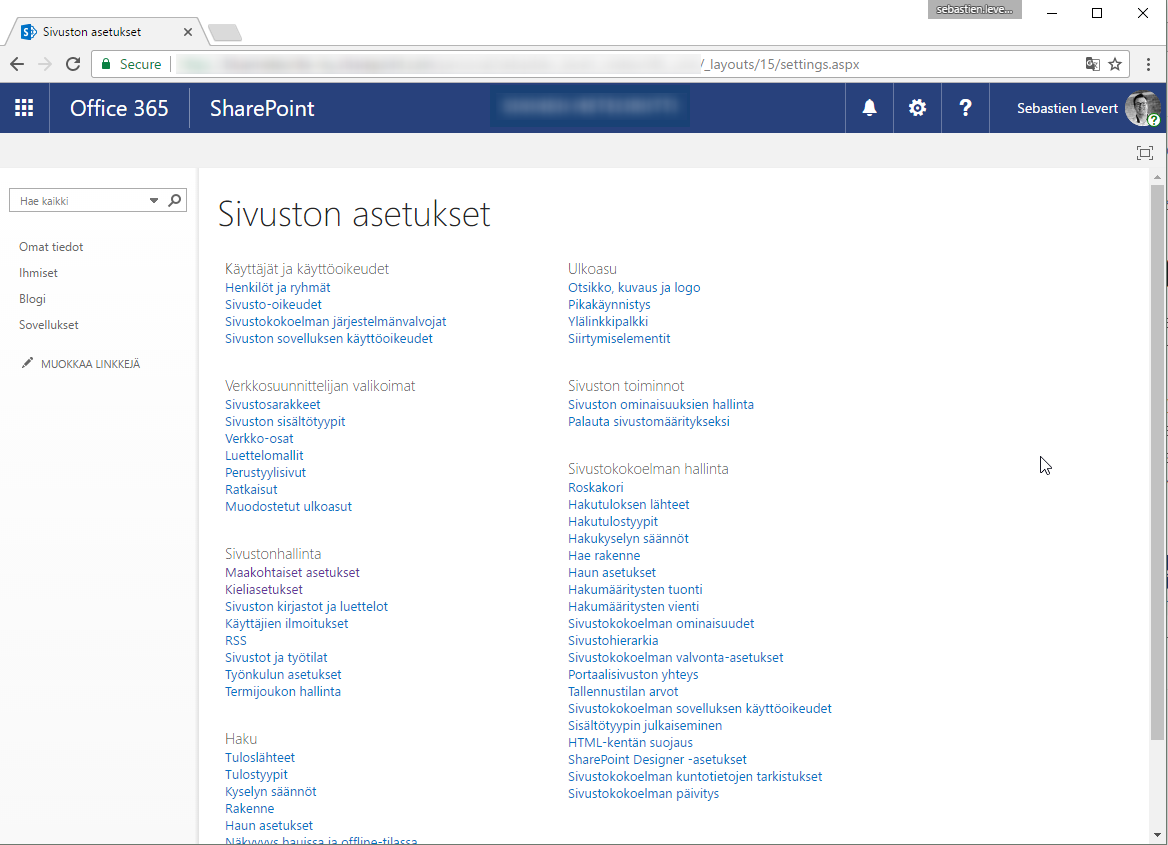 sebastien.leve...
Sivuston asetukset
Secure
/_layouts/15/settings.aspx
Office 365
SharePoint
?
Sebastien Levert
?
Hae kaikki
Omat tiedot
Ihmiset
Blogi
Sovellukset
MUOKKAA LINKKEJÄ
Sivuston asetukset
Käyttäjät ja käyttöoikeudet
Henkilöt ja ryhmät
Sivusto-oikeudet
Sivustokokoelman järjestelmänvalvojat
Sivuston sovelluksen käyttöoikeudet
Verkkosuunnittelijan valikoimat
Sivustosarakkeet
Sivuston sisältötyypit
Verkko-osat
Luettelomallit
Perustyylisivut
Ratkaisut
Muodostetut ulkoasut
Sivustonhallinta
Maakohtaiset asetukset
Kieliasetukset
Sivuston kirjastot ja luettelot
Käyttäjien ilmoitukset
RSS
Sivustot ja työtilat
Työnkulun asetukset
Termijoukon hallinta
Haku
Tuloslähteet
Tulostyypit
Kyselyn säännöt
Rakenne
Haun asetukset
Näkyvyys hauissa ja offline-tilassa
Ulkoasu
Otsikko, kuvaus ja logo
Pikakäynnistys
Ylälinkkipalkki
Siirtymiselementit
Sivuston toiminnot
Sivuston ominaisuuksien hallinta
Palauta sivustomääritykseksi
Sivustokokoelman hallinta
Roskakori
Hakutuloksen lähteet
Hakutulostyypit
Hakukyselyn säännöt
Hae rakenne
Haun asetukset
Hakumääritysten tuonti
Hakumääritysten vienti
Sivustokokoelman ominaisuudet
Sivustohierarkia
Sivustokokoelman valvonta-asetukset
Portaalisivuston yhteys
Tallennustilan arvot
Sivustokokoelman sovelluksen käyttöoikeudet
Sisältötyypin julkaiseminen
HTML-kentän suojaus
SharePoint Designer -asetukset
Sivustokokoelman kuntotietojen tarkistukset
Sivustokokoelman päivitys